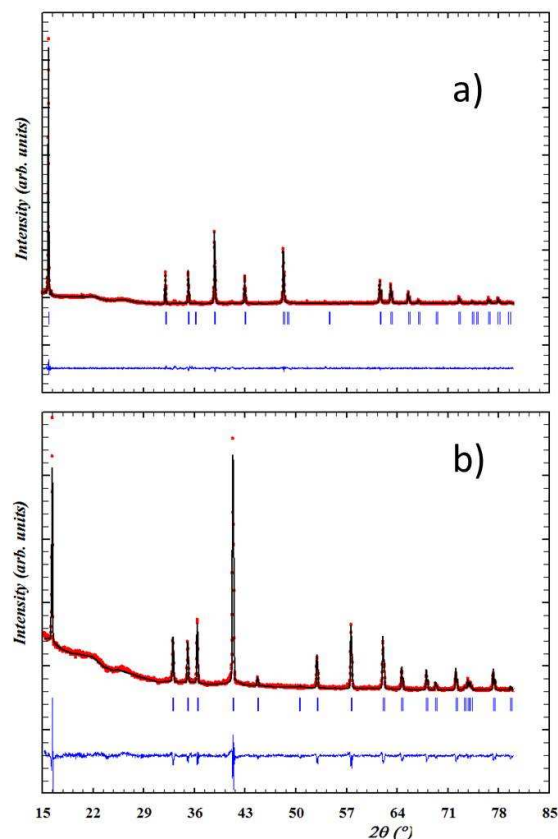 a)
Intensity (arb. units)
b)
Intensity (arb. units)
15 22 29 36 43 50 57 64 71 78 85
2θ (°)